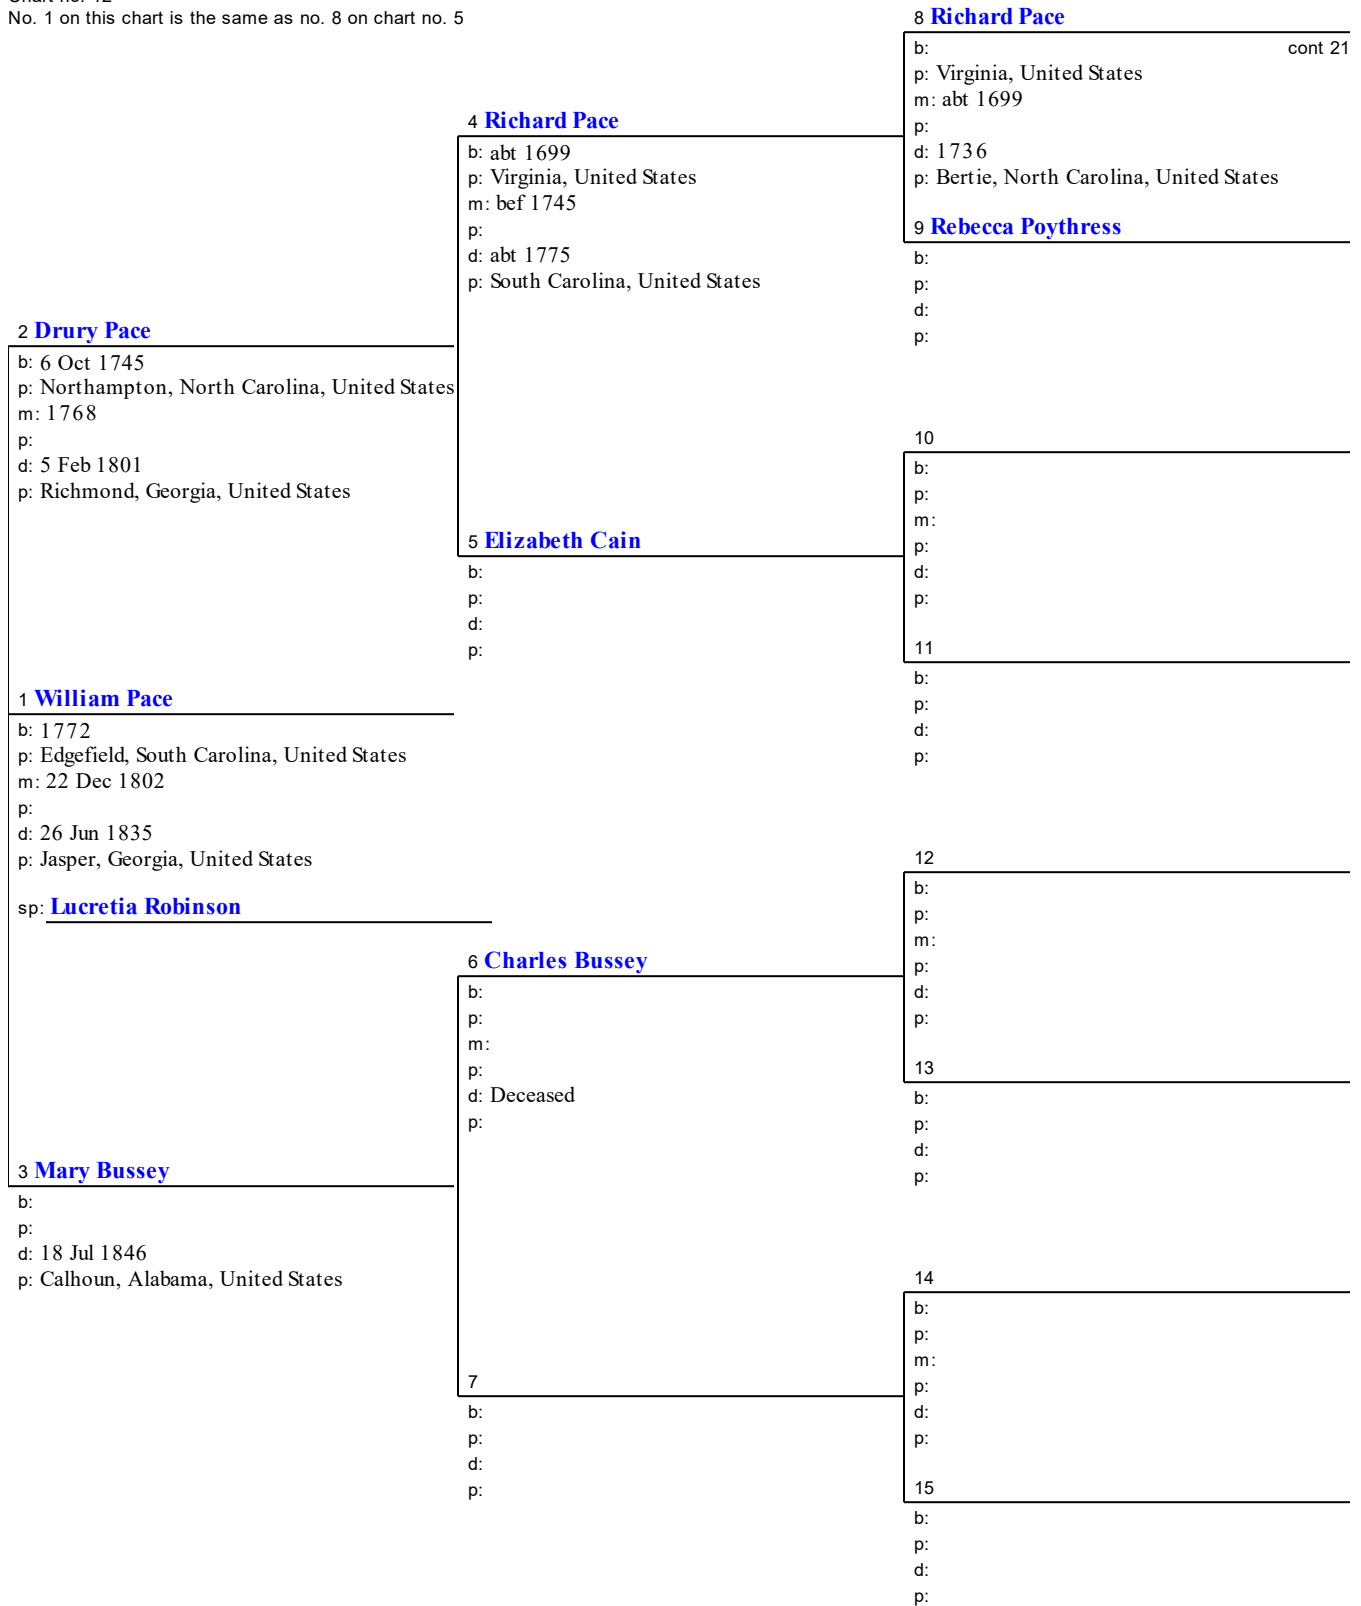 Chart no. 12
No. 1 on this chart is the same as no. 8 on chart no. 5
8 Richard Pace
b:
cont 21
p: Virginia, United States
m: abt 1699
p:
d: 1736
p: Bertie, North Carolina, United States
4 Richard Pace
b: abt 1699
p: Virginia, United States
m: bef 1745
p:
d: abt 1775
p: South Carolina, United States
9 Rebecca Poythress
b:
p:
d:
p:
2 Drury Pace
b: 6 Oct 1745
p: Northampton, North Carolina, United States
m: 1768
p:
d: 5 Feb 1801
p: Richmond, Georgia, United States
10
b:
p:
m:
p:
d:
p:
5 Elizabeth Cain
b:
p:
d:
p:
11
b:
p:
d:
p:
1 William Pace
b: 1772
p: Edgefield, South Carolina, United States
m: 22 Dec 1802
p:
d: 26 Jun 1835
p: Jasper, Georgia, United States
sp: Lucretia Robinson
12
b:
p:
m:
p:
d:
p:
6 Charles Bussey
b:
p:
m:
p:
d: Deceased
p:
13
b:
p:
d:
p:
3 Mary Bussey
b:
p:
d: 18 Jul 1846
p: Calhoun, Alabama, United States
14
b:
p:
m:
p:
d:
p:
7
b:
p:
d:
p:
15
b:
p:
d:
p: